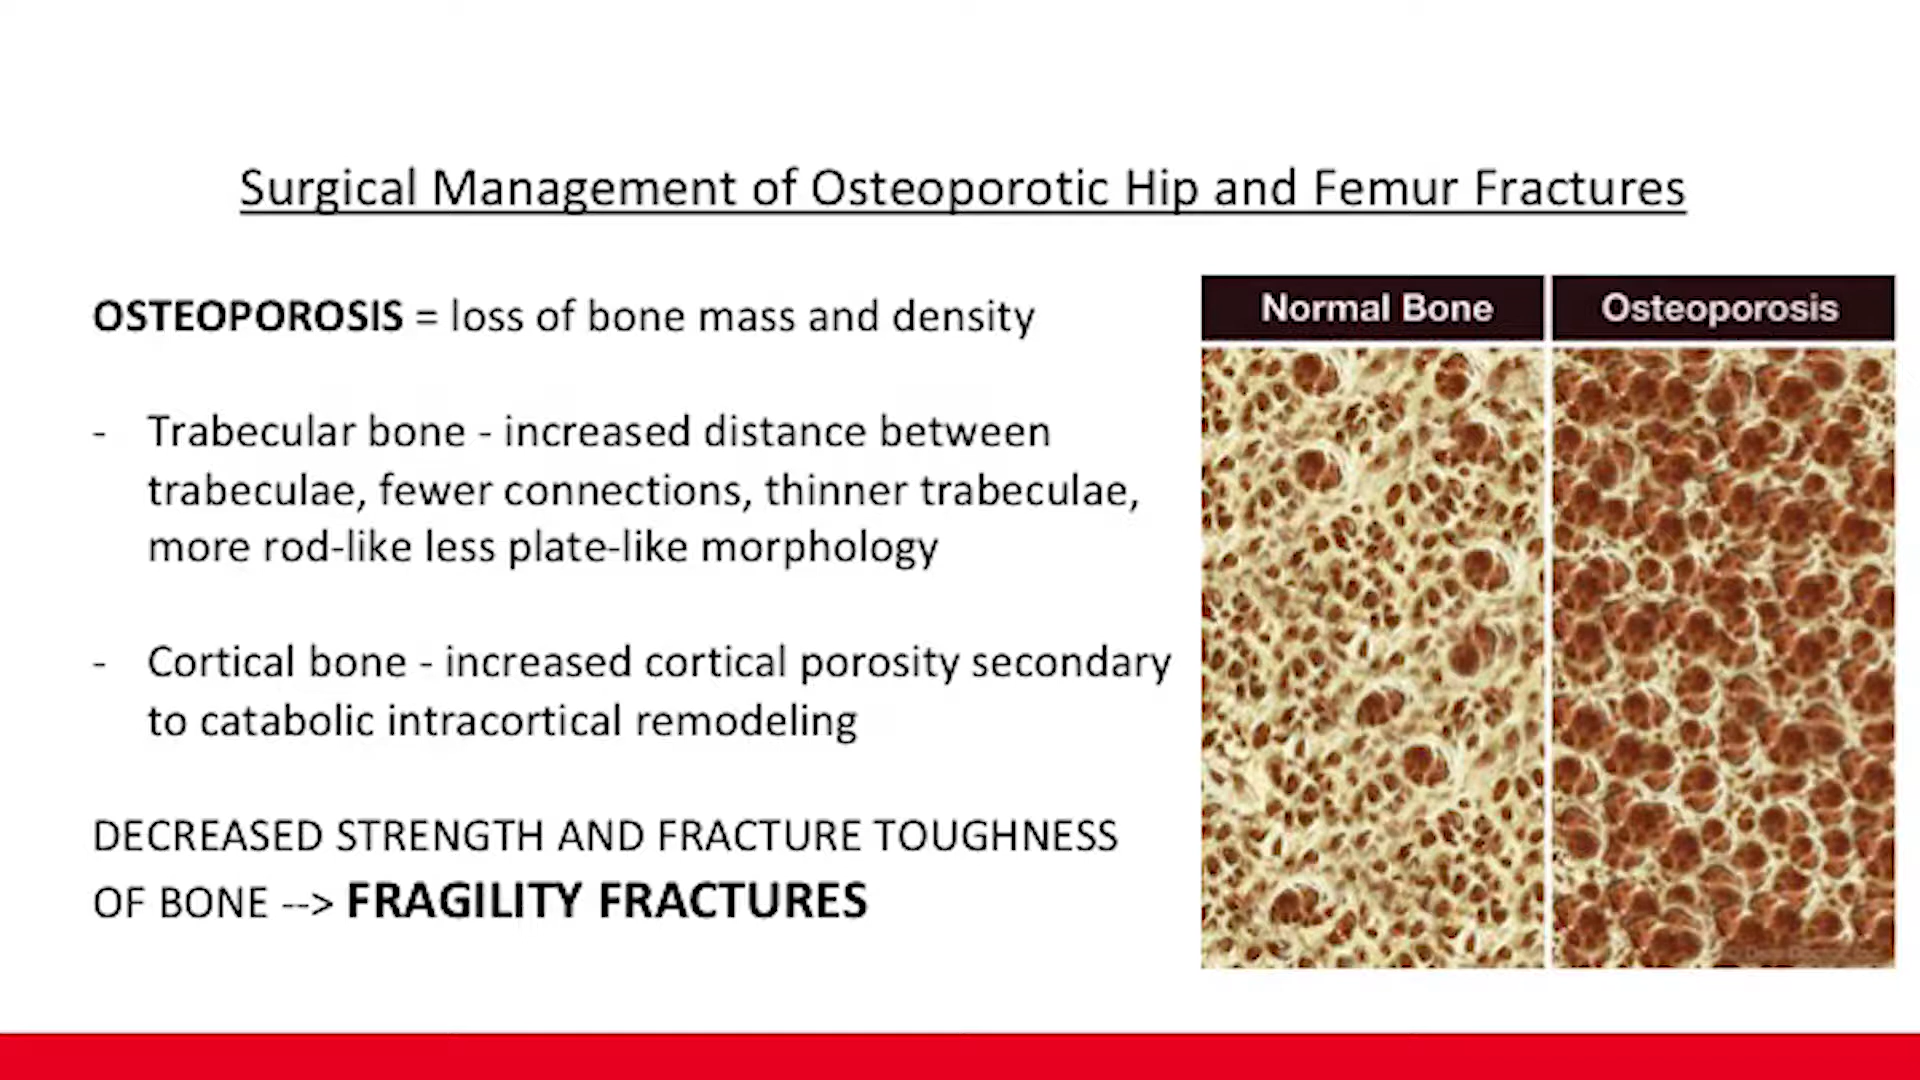 Surgical Management of Osteoporotic Hip and Femur Fractures
OSTEOPOROSIS = loss of bone mass and density
- Trabecular bone - increased distance between
trabeculae, fewer connections, thinner trabeculae,
more rod-like less plate-like morphology
- Cortical bone - increased cortical porosity secondary
to catabolic intracortical remodeling
DECREASED STRENGTH AND FRACTURE TOUGHNESS
OF BONE --> FRAGILITY FRACTURES
Normal Bone
Osteoporosis